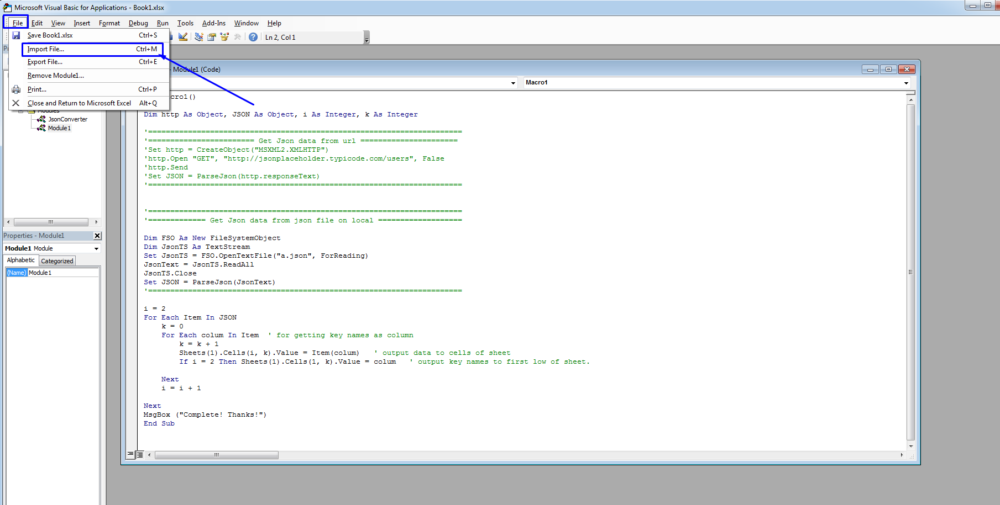 Microsoft Visual Basic for Applications - Book1.xlsx
File Edit View Insert Format Debug Run Tools Add-Ins Window Help
Save Book1.xlsx Ctrl+S
Ln 2, Col 1
Import File... Ctrl+M
Export File... Ctrl+E
Remove Module1...
Print... Ctrl+P
Close and Return to Microsoft Excel Alt+Q
Modules
JsonConverter
Module1
Properties - Module1
Module1 Module
Alphabetic Categorized
(Name) Module1
- Module1 (Code)
Macro1
cro1()
Dim http As Object, JSON As Object, i As Integer, k As Integer
'=======================================================================
'======================== Get Json data from url ======================
'Set http = CreateObject("MSXML2.XMLHTTP")
'http.Open "GET", "http://jsonplaceholder.typicode.com/users", False
'http.Send
'Set JSON = ParseJson(http.responseText)
'=======================================================================
'=======================================================================
'============= Get Json data from json file on local ===================
Dim FSO As New FileSystemObject
Dim JsonTS As TextStream
Set JsonTS = FSO.OpenTextFile("a.json", ForReading)
JsonText = JsonTS.ReadAll
JsonTS.Close
Set JSON = ParseJson(JsonText)
'=======================================================================
i = 2
For Each Item In JSON
k = 0
For Each colum In Item ' for getting key names as column
k = k + 1
Sheets(1).Cells(i, k).Value = Item(colum) ' output data to cells of sheet
If i = 2 Then Sheets(1).Cells(1, k).Value = colum ' output key names to first low of sheet.
Next
i = i + 1
Next
MsgBox ("Complete! Thanks!")
End Sub